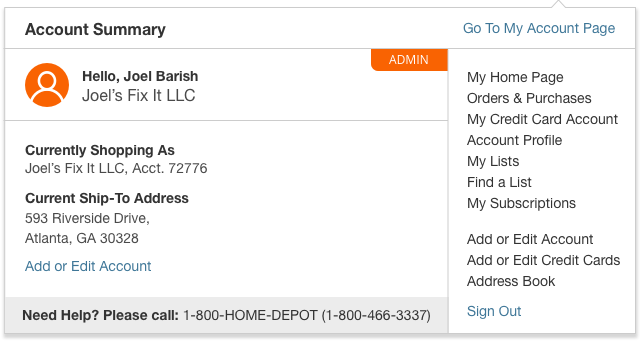 Account Summary
Go To My Account Page
ADMIN
Hello, Joel Barish
Joel's Fix It LLC
Currently Shopping As
Joel's Fix It LLC, Acct. 72776
Current Ship-To Address
593 Riverside Drive,
Atlanta, GA 30328
Add or Edit Account
Need Help? Please call: 1-800-HOME-DEPOT (1-800-466-3337)
My Home Page
Orders & Purchases
My Credit Card Account
Account Profile
My Lists
Find a List
My Subscriptions
Add or Edit Account
Add or Edit Credit Cards
Address Book
Sign Out